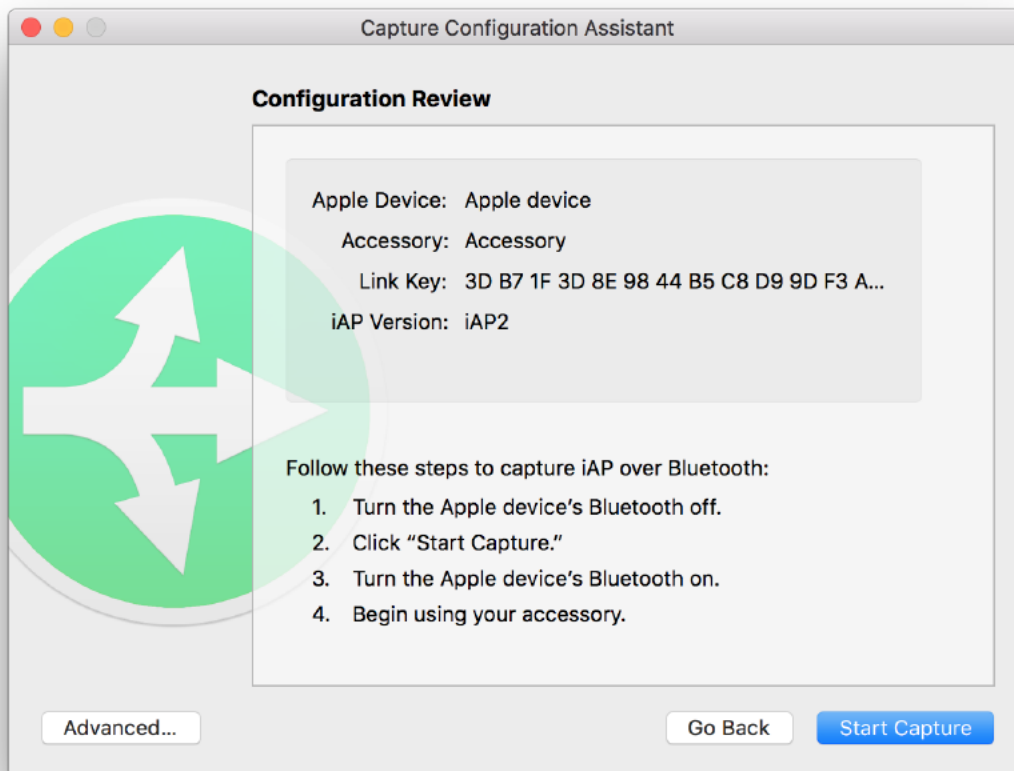 Capture Configuration Assistant
Configuration Review
Apple Device: Apple device
Accessory: Accessory
Link Key: 3D B7 1F 3D 8E 98 44 B5 C8 D9 9D F3 A...
iAP Version: iAP2
Follow these steps to capture iAP over Bluetooth:
1. Turn the Apple device’s Bluetooth off.
2. Click “Start Capture.”
3. Turn the Apple device’s Bluetooth on.
4. Begin using your accessory.
Advanced... Go Back Start Capture